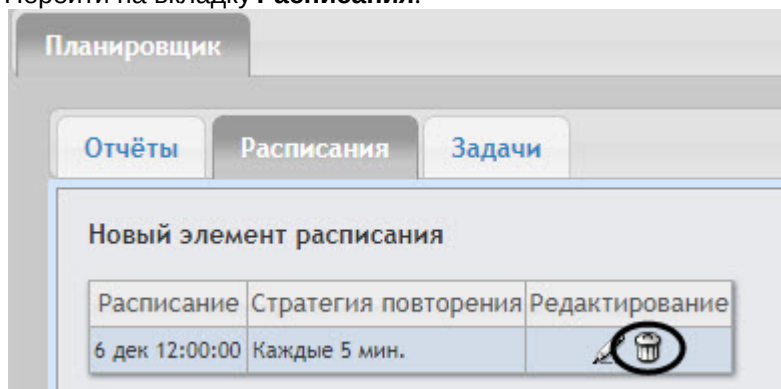 Перейти на вкладку Расписания.
Планировщик
Отчёты Расписания Задачи
Новый элемент расписания
Расписание Стратегия повторения Редактирование
6 дек 12:00:00 Каждые 5 мин.